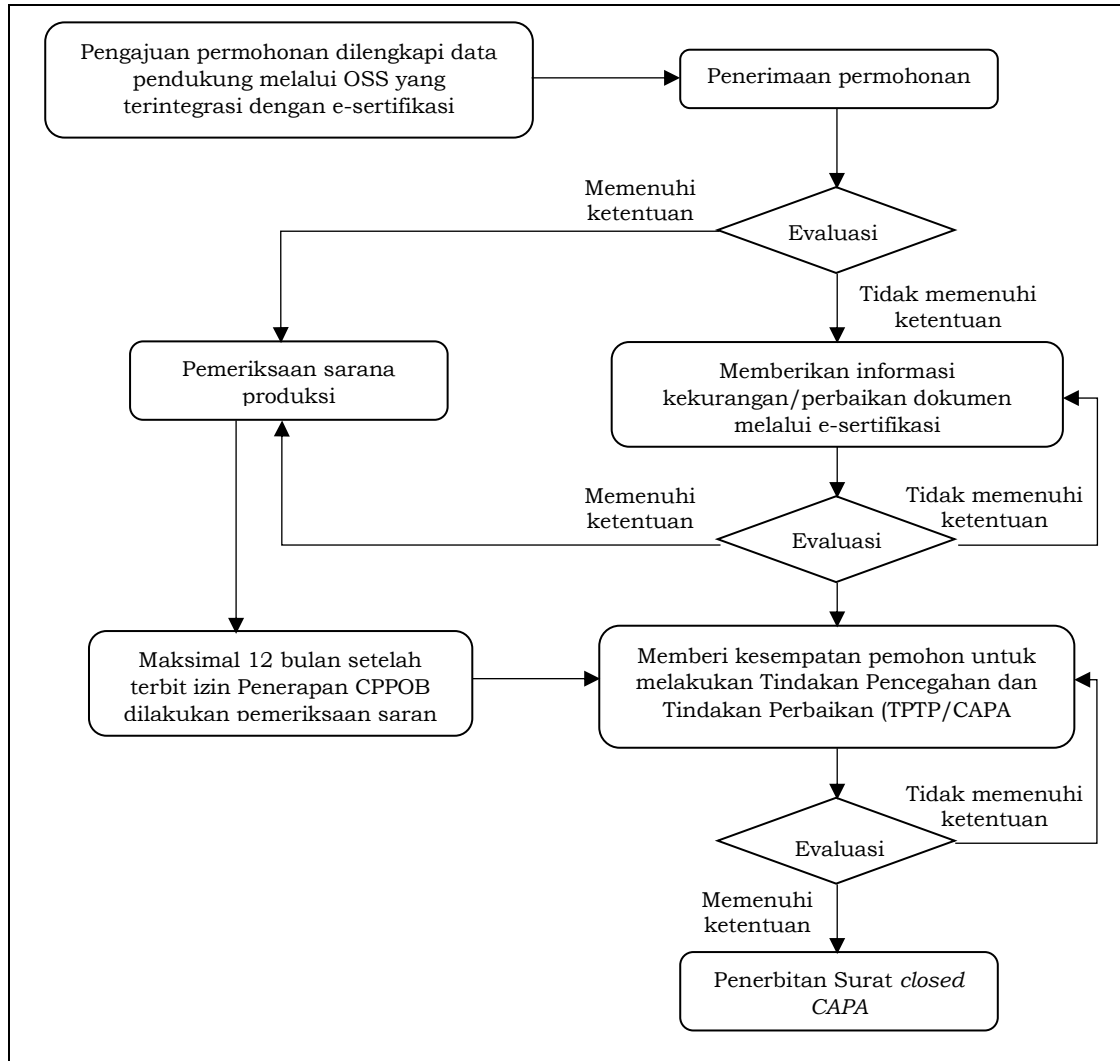 Pengajuan permohonan dilengkapi data
pendukung melalui OSS yang
terintegrasi dengan e-sertifikasi
Penerimaan permohonan
Memenuhi
ketentuan
Evaluasi
Tidak memenuhi
ketentuan
Pemeriksaan sarana
produksi
Memberikan informasi
kekurangan/perbaikan dokumen
melalui e-sertifikasi
Memenuhi
ketentuan
Tidak memenuhi
ketentuan
Evaluasi
Maksimal 12 bulan setelah
terbit izin Penerapan CPPOB
dilakukan pemeriksaan saran
Memberi kesempatan pemohon untuk
melakukan Tindakan Pencegahan dan
Tindakan Perbaikan (TPTP/CAPA
Tidak memenuhi
ketentuan
Evaluasi
Memenuhi
ketentuan
Penerbitan Surat closed
CAPA